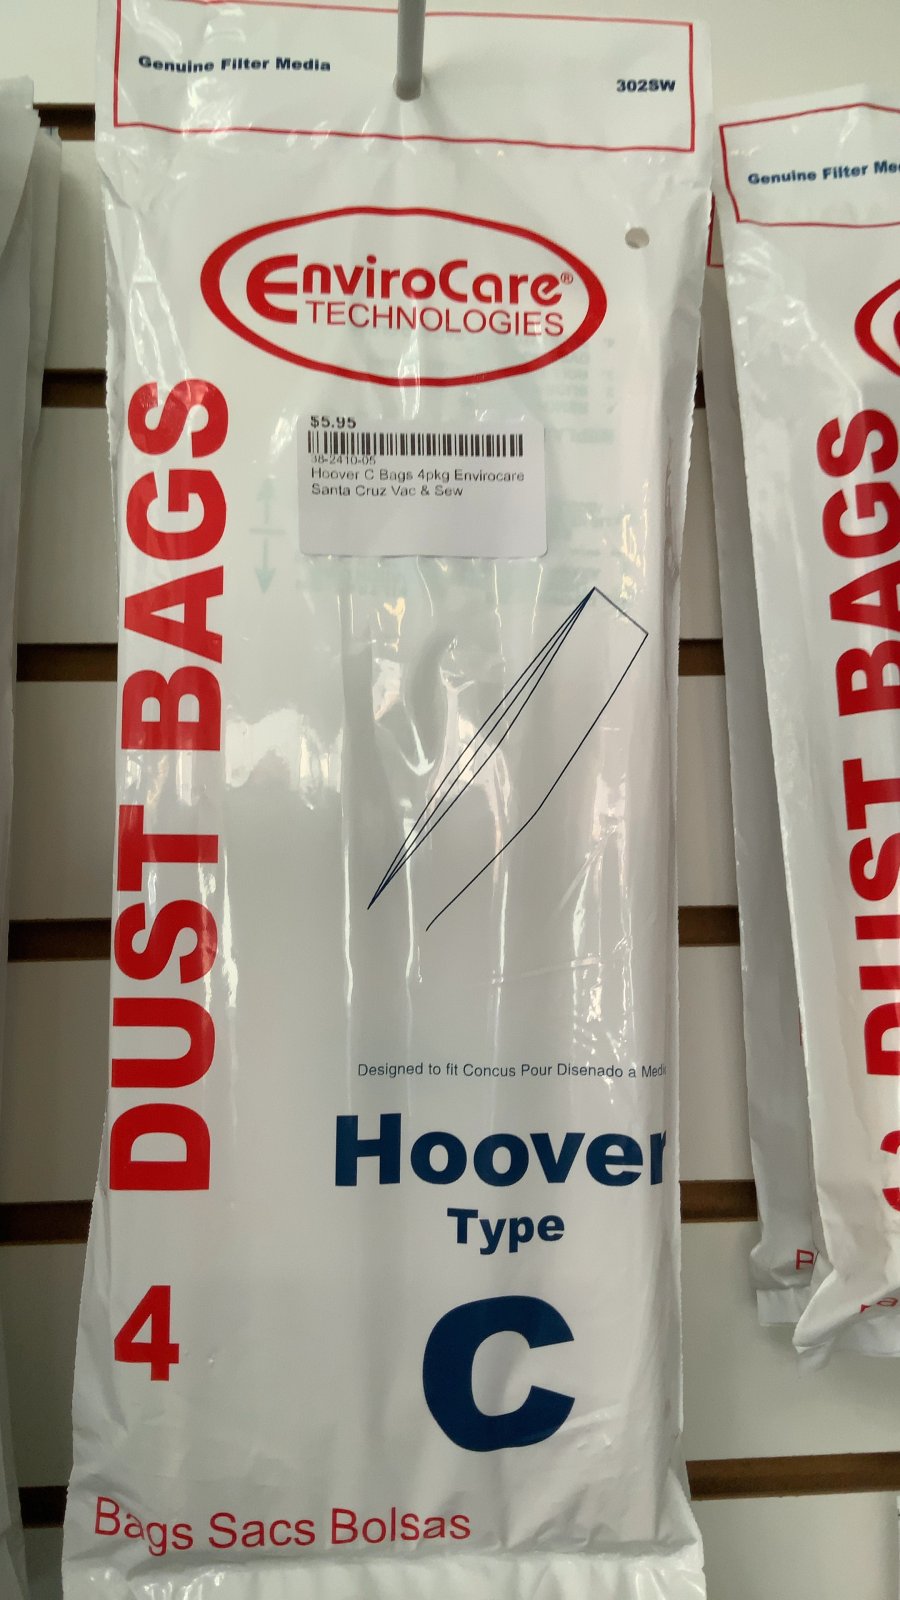 Genuine Filter Media
302SW
EnviroCare®
TECHNOLOGIES
$5.95
38-2410-05
Hoover C Bags 4pkg Envirocare
Santa Cruz Vac & Sew
DUST BAGS
4
Designed to fit Concus Pour Disenado a Medi
Hoover
Type
C
Bags Sacs Bolsas
Genuine Filter Me
DUST BAGS